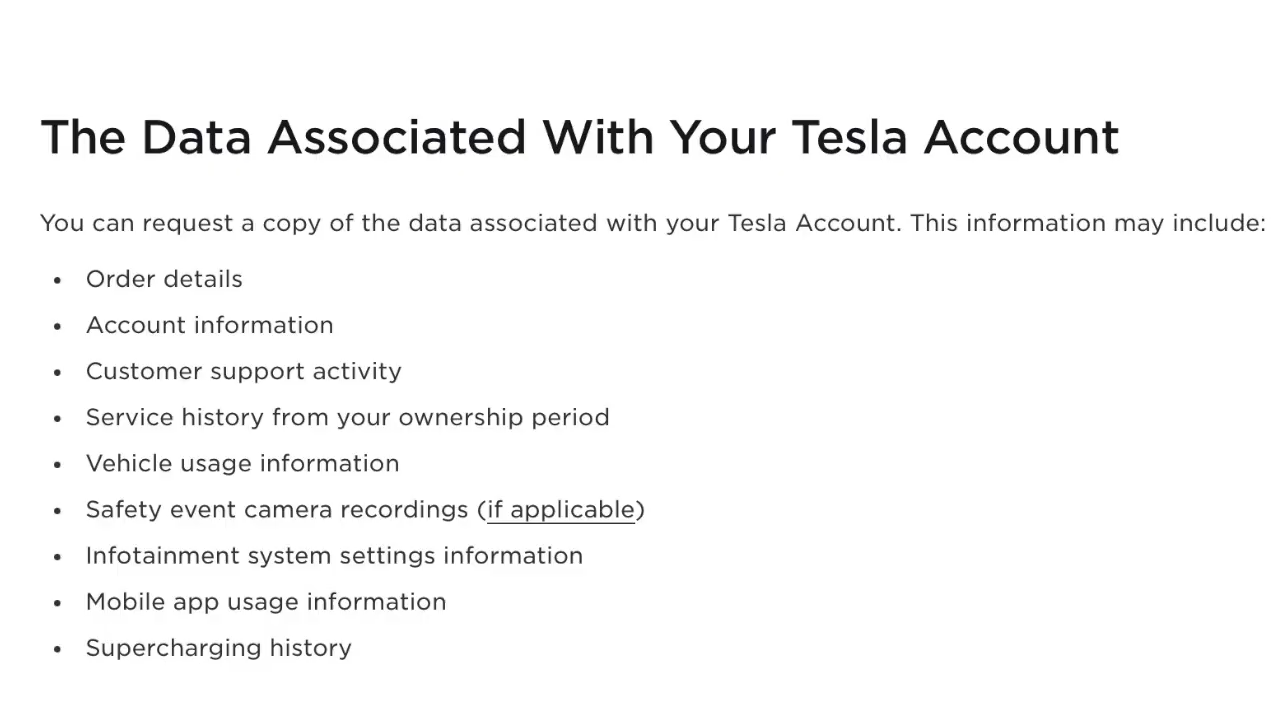 The Data Associated With Your Tesla Account
You can request a copy of the data associated with your Tesla Account. This information may include:
• Order details
• Account information
• Customer support activity
• Service history from your ownership period
• Vehicle usage information
• Safety event camera recordings (if applicable)
• Infotainment system settings information
• Mobile app usage information
• Supercharging history